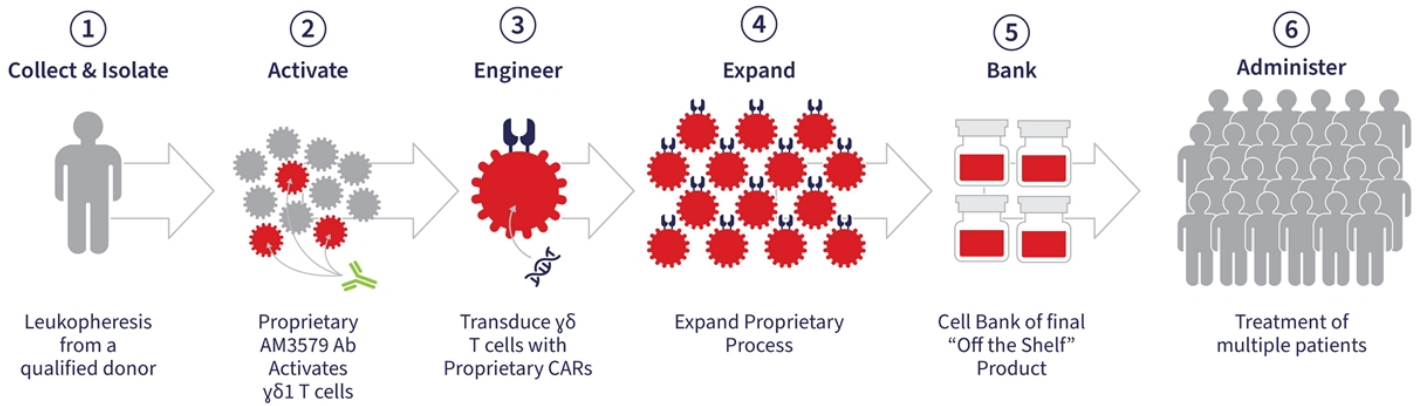 1
Collect & Isolate
Leukopheresis
from a
qualified donor
2
Activate
Proprietary
AM3579 Ab
Activates
ɣδ1 T cells
3
Engineer
Transduce ɣδ
T cells with
Proprietary CARs
4
Expand
Expand Proprietary
Process
5
Bank
Cell Bank of final
“Off the Shelf”
Product
6
Administer
Treatment of
multiple patients